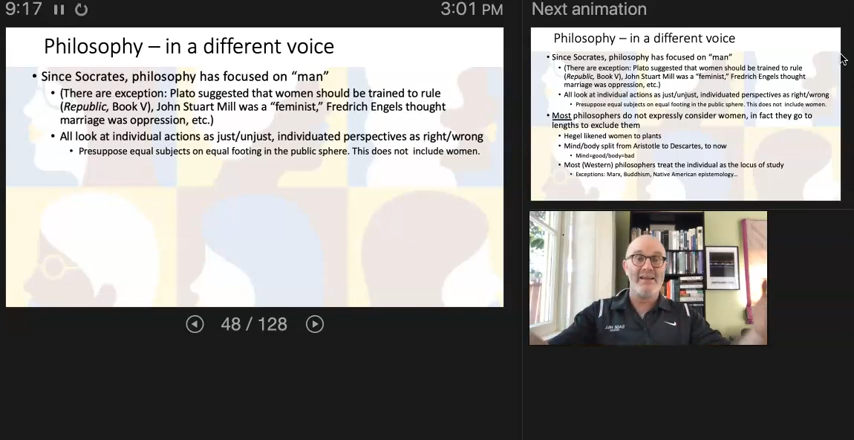 9:17
3:01 PM
Next animation
Philosophy – in a different voice
• Since Socrates, philosophy has focused on “man”
• (There are exception: Plato suggested that women should be trained to rule
(Republic, Book V), John Stuart Mill was a “feminist,” Fredrich Engels thought
marriage was oppression, etc.)
• All look at individual actions as just/unjust, individuated perspectives as right/wrong
• Presuppose equal subjects on equal footing in the public sphere. This does not include women.
48 / 128
Philosophy – in a different voice
• Since Socrates, philosophy has focused on “man”
• (There are exception: Plato suggested that women should be trained to rule
(Republic, Book V), John Stuart Mill was a “feminist,” Fredrich Engels thought
marriage was oppression, etc.)
• All look at individual actions as just/unjust, individuated perspectives as right/wrong
• Presuppose equal subjects on equal footing in the public sphere. This does not include women.
• Most philosophers do not expressly consider women, in fact they go to
lengths to exclude them
• Hegel likened women to plants
• Mind/body split from Aristotle to Descartes, to now
• Mind=good/body=bad
• Most (Western) philosophers treat the individual as the locus of study
• Exceptions: Marx, Buddhism, Native American epistemology…